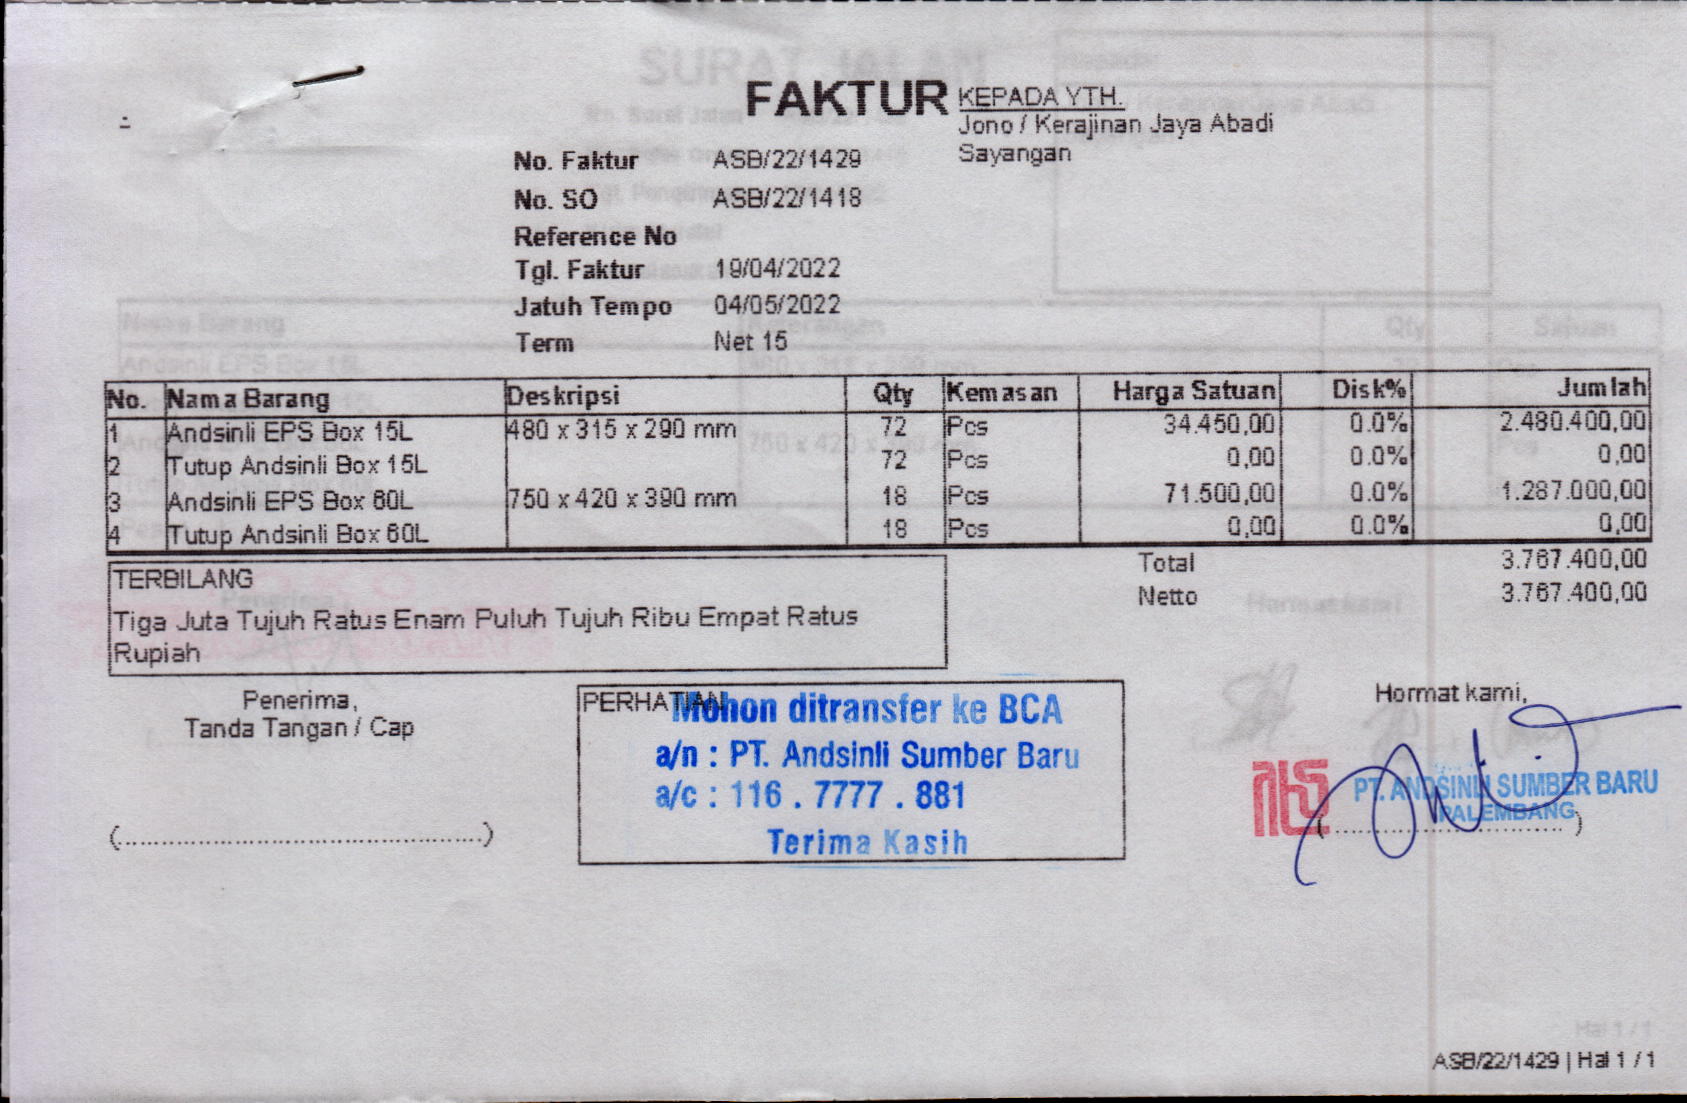 FAKTUR
KEPADA YTH.
Jono / Kerajinan Jaya Abadi
Sayangan
No. Faktur ASB/22/1429
No. SO ASB/22/1418
Reference No
Tgl. Faktur 19/04/2022
Jatuh Tempo 04/05/2022
Term Net 15
No. Nama Barang Deskripsi Qty Kemasan Harga Satuan Disk% Jumlah
1 Andsinli EPS Box 15L 480 x 315 x 290 mm 72 Pcs 34.450,00 0.0% 2.480.400,00
2 Tutup Andsinli Box 15L 72 Pcs 0,00 0.0% 0,00
3 Andsinli EPS Box 60L 750 x 420 x 390 mm 18 Pcs 71.500,00 0.0% 1.287.000,00
4 Tutup Andsinli Box 60L 18 Pcs 0,00 0.0% 0,00
Total 3.767.400,00
Netto 3.767.400,00
TERBILANG
Tiga Juta Tujuh Ratus Enam Puluh Tujuh Ribu Empat Ratus
Rupiah
Penerima,
Tanda Tangan / Cap
(................................................)
PERHATIAN
Mohon ditransfer ke BCA
a/n : PT. Andsinli Sumber Baru
a/c : 116 . 7777 . 881
Terima Kasih
Hormat kami,
PT. ANDSINLI SUMBER BARU
PALEMBANG
(................................)
ASB/22/1429 | Hal 1 / 1